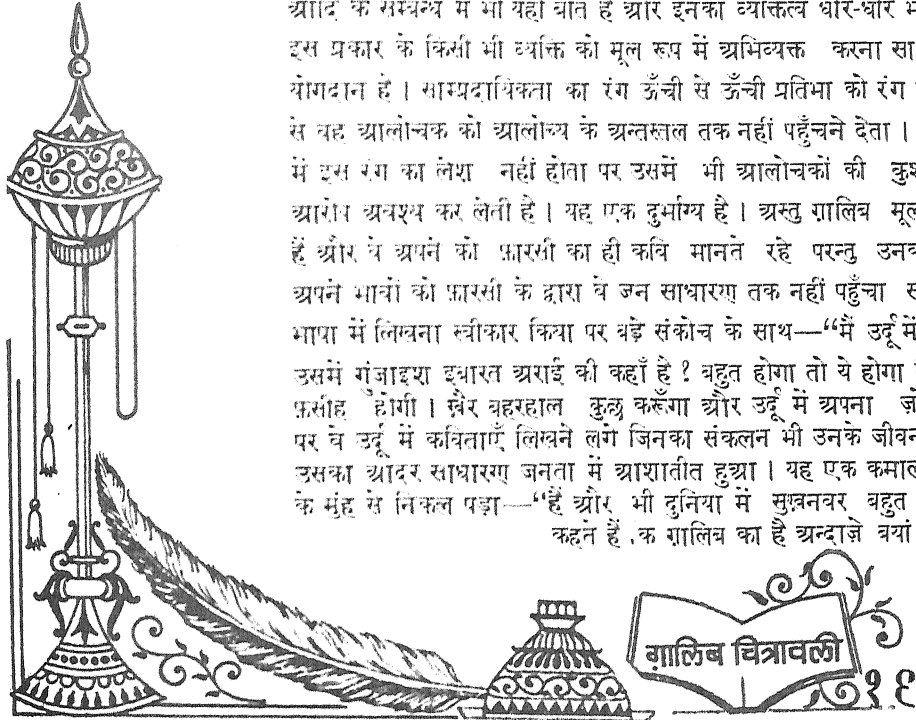 आदि के सम्बन्ध में भी यही बात है और इनका व्यक्तित्व धीर-धीर
इस प्रकार के किसी भी व्यक्ति को मूल रूप में अभिव्यक्त करना सा
योगदान है । साम्प्रदायिकता का रंग ऊँची से ऊँची प्रतिभा को रंग
से वह आलोचक को आलोच्य के अन्तस्तल तक नहीं पहुँचने देता ।
में इस रंग का लेश नहीं होता पर उसमें भी आलोचकों की कुश
आरोप अवश्य कर लेती है । यह एक दुर्भाग्य है । अस्तु ग़ालिब मूल
हैं और वे अपने को फ़ारसी का ही कवि मानते रहे परन्तु उनक
अपने भावों को फ़ारसी के द्वारा वे जन साधारण तक नहीं पहुँचा स
भाषा में लिखना स्वीकार किया पर बड़े संकोच के साथ—“मैं उर्दू में
उसमें गुंजाइश इबारत अराई की कहाँ है ? बहुत होगा तो ये होगा
फ़सीह होगी । ख़ैर बहरहाल कुछ करूँगा और उर्दू में अपना ज़ो
पर वे उर्दू में कविताएँ लिखने लगे जिनका संकलन भी उनके जीवन
उसका आदर साधारण जनता में आशातीत हुआ । यह एक कमाल
के मुंह से निकल पड़ा—“हैं और भी दुनिया में सुख़नवर बहुत
कहते हैं क ग़ालिब का है अन्दाज़े बयां
ग़ालिब चित्रावली
१६